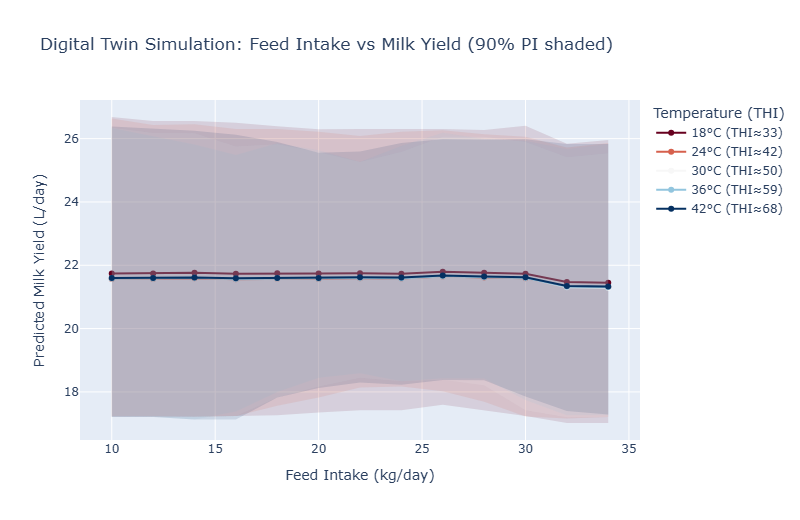 Digital Twin Simulation: Feed Intake vs Milk Yield (90% PI shaded)
Temperature (THI)
18°C (THI≈33)
24°C (THI≈42)
30°C (THI≈50)
36°C (THI≈59)
42°C (THI≈68)
Predicted Milk Yield (L/day)
26
24
22
20
18
10
15
20
25
30
35
Feed Intake (kg/day)